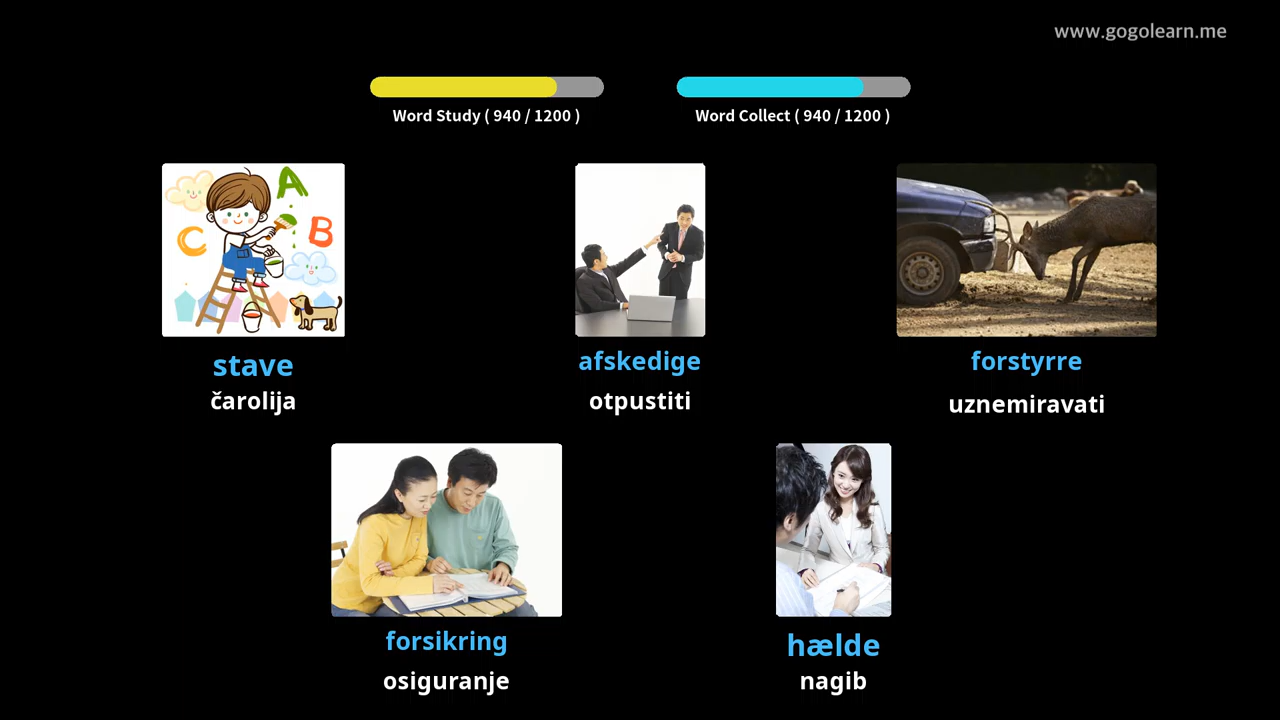 www.gogolearn.me
Word Study ( 940 / 1200 )
Word Collect ( 940 / 1200 )
A
B
C
stave
čarolija
afskedige
otpustiti
forstyrre
uznemiravati
forsikring
osiguranje
hælde
nagib